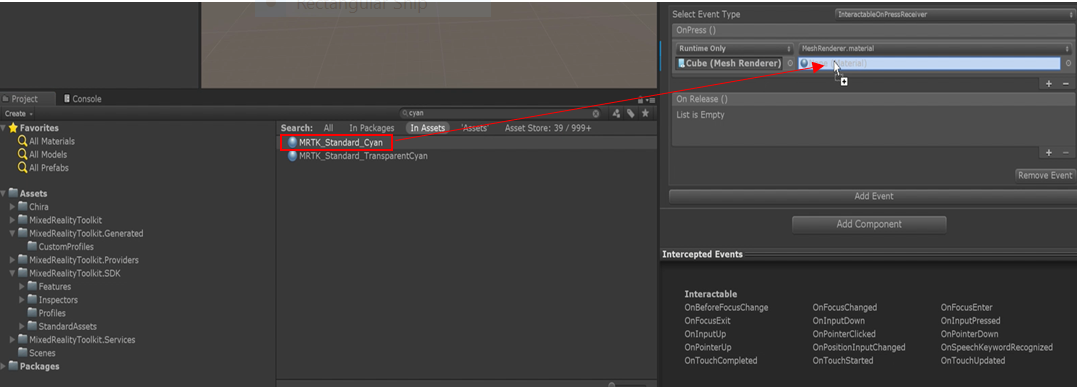 Rectangular Ship
Select Event Type
InteractableOnPressReceiver
OnPress ()
Runtime Only
MeshRenderer.material
Cube (Mesh Renderer)
(Material)
+ −
On Release ()
List is Empty
+ −
Remove Event
Add Event
Add Component
Intercepted Events
Interactable
OnBeforeFocusChange OnFocusChanged OnFocusEnter
OnFocusExit OnInputDown OnInputPressed
OnInputUp OnPointerClicked OnPointerDown
OnPointerUp OnPositionInputChanged OnSpeechKeywordRecognized
OnTouchCompleted OnTouchStarted OnTouchUpdated
Project Console
Create
cyan
Favorites
All Materials
All Models
All Prefabs
Assets
Chira
MixedRealityToolkit
MixedRealityToolkit.Generated
CustomProfiles
MixedRealityToolkit.Providers
MixedRealityToolkit.SDK
Features
Inspectors
Profiles
StandardAssets
MixedRealityToolkit.Services
Scenes
Packages
Search: All In Packages In Assets 'Assets' Asset Store: 39 / 999+
MRTK_Standard_Cyan
MRTK_Standard_TransparentCyan